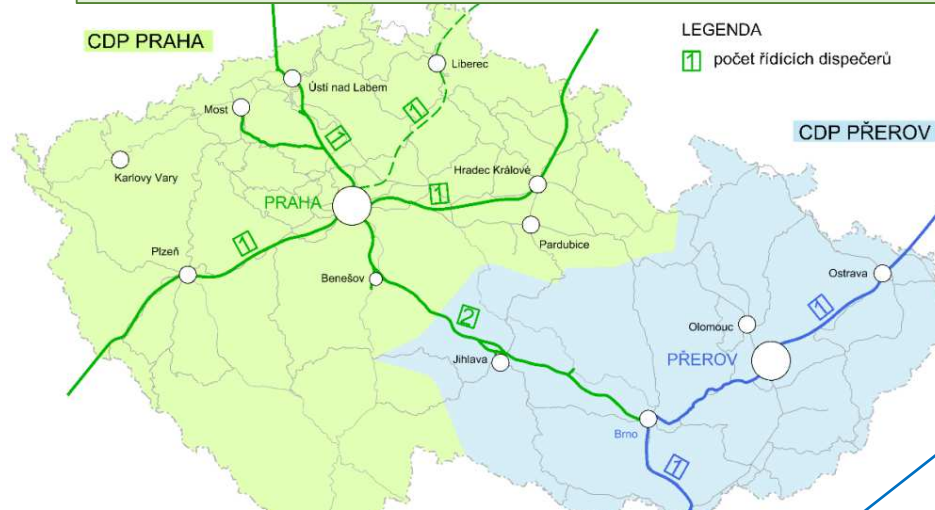 CDP PRAHA
LEGENDA
1 počet řídicích dispečerů
Liberec
Ústí nad Labem
Most
1
1
CDP PŘEROV
Karlovy Vary
Hradec Králové
PRAHA
1
Pardubice
1
Plzeň
Benešov
Ostrava
2
1
Olomouc
Jihlava
PŘEROV
Brno
1